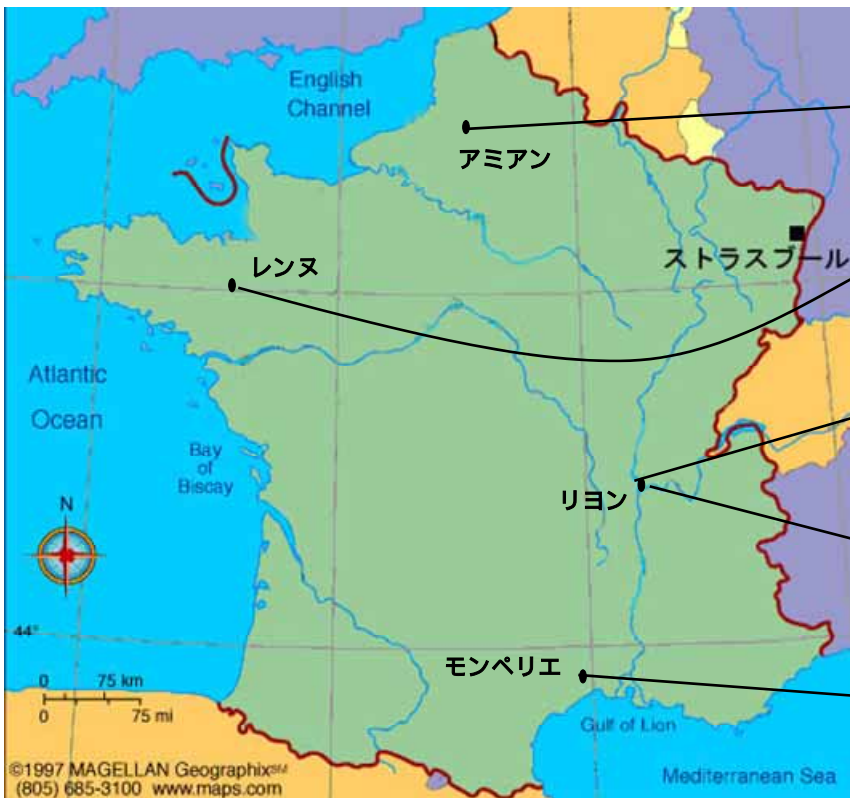 English
Channel
アミアン
ストラスブール
レンヌ
Atlantic
Ocean
Bay
of
Biscay
リヨン
N
44°
モンペリエ
0 75 km
0 75 mi
Gulf of Lion
Mediterranean Sea
©1997 MAGELLAN Geographix℠
(805) 685-3100 www.maps.com